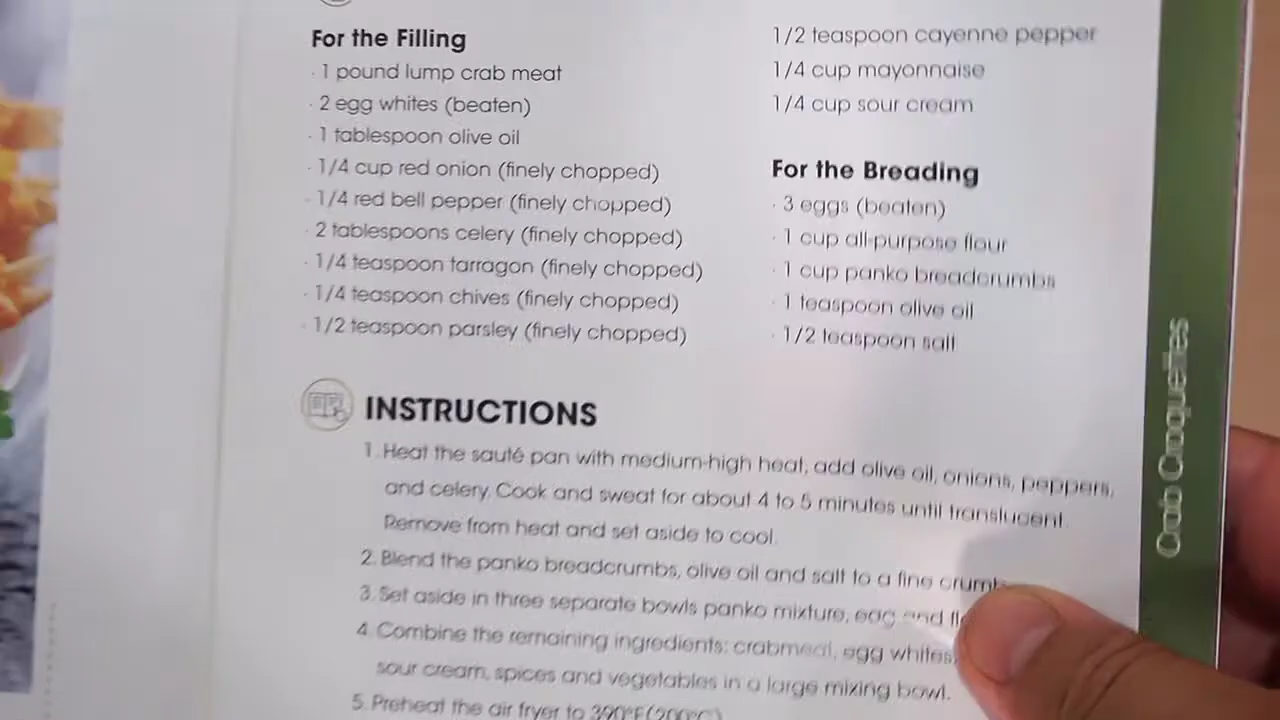 For the Filling
· 1 pound lump crab meat
· 2 egg whites (beaten)
· 1 tablespoon olive oil
· 1/4 cup red onion (finely chopped)
· 1/4 red bell pepper (finely chopped)
· 2 tablespoons celery (finely chopped)
· 1/4 teaspoon tarragon (finely chopped)
· 1/4 teaspoon chives (finely chopped)
· 1/2 teaspoon parsley (finely chopped)
1/2 teaspoon cayenne pepper
1/4 cup mayonnaise
1/4 cup sour cream
For the Breading
· 3 eggs (beaten)
· 1 cup all-purpose flour
· 1 cup panko breadcrumbs
· 1 teaspoon olive oil
· 1/2 teaspoon salt
INSTRUCTIONS
1. Heat the sauté pan with medium-high heat, add olive oil, onions, peppers,
and celery. Cook and sweat for about 4 to 5 minutes until translucent.
Remove from heat and set aside to cool.
2. Blend the panko breadcrumbs, olive oil and salt to a fine
3. Set aside in three separate bowls panko mixture, egg and
4. Combine the remaining ingredients: crabmeat, egg whites,
sour cream, spices and vegetables in a large mixing bowl.
5. Preheat the air fryer to 390°F(200°C)
Crab Croquettes